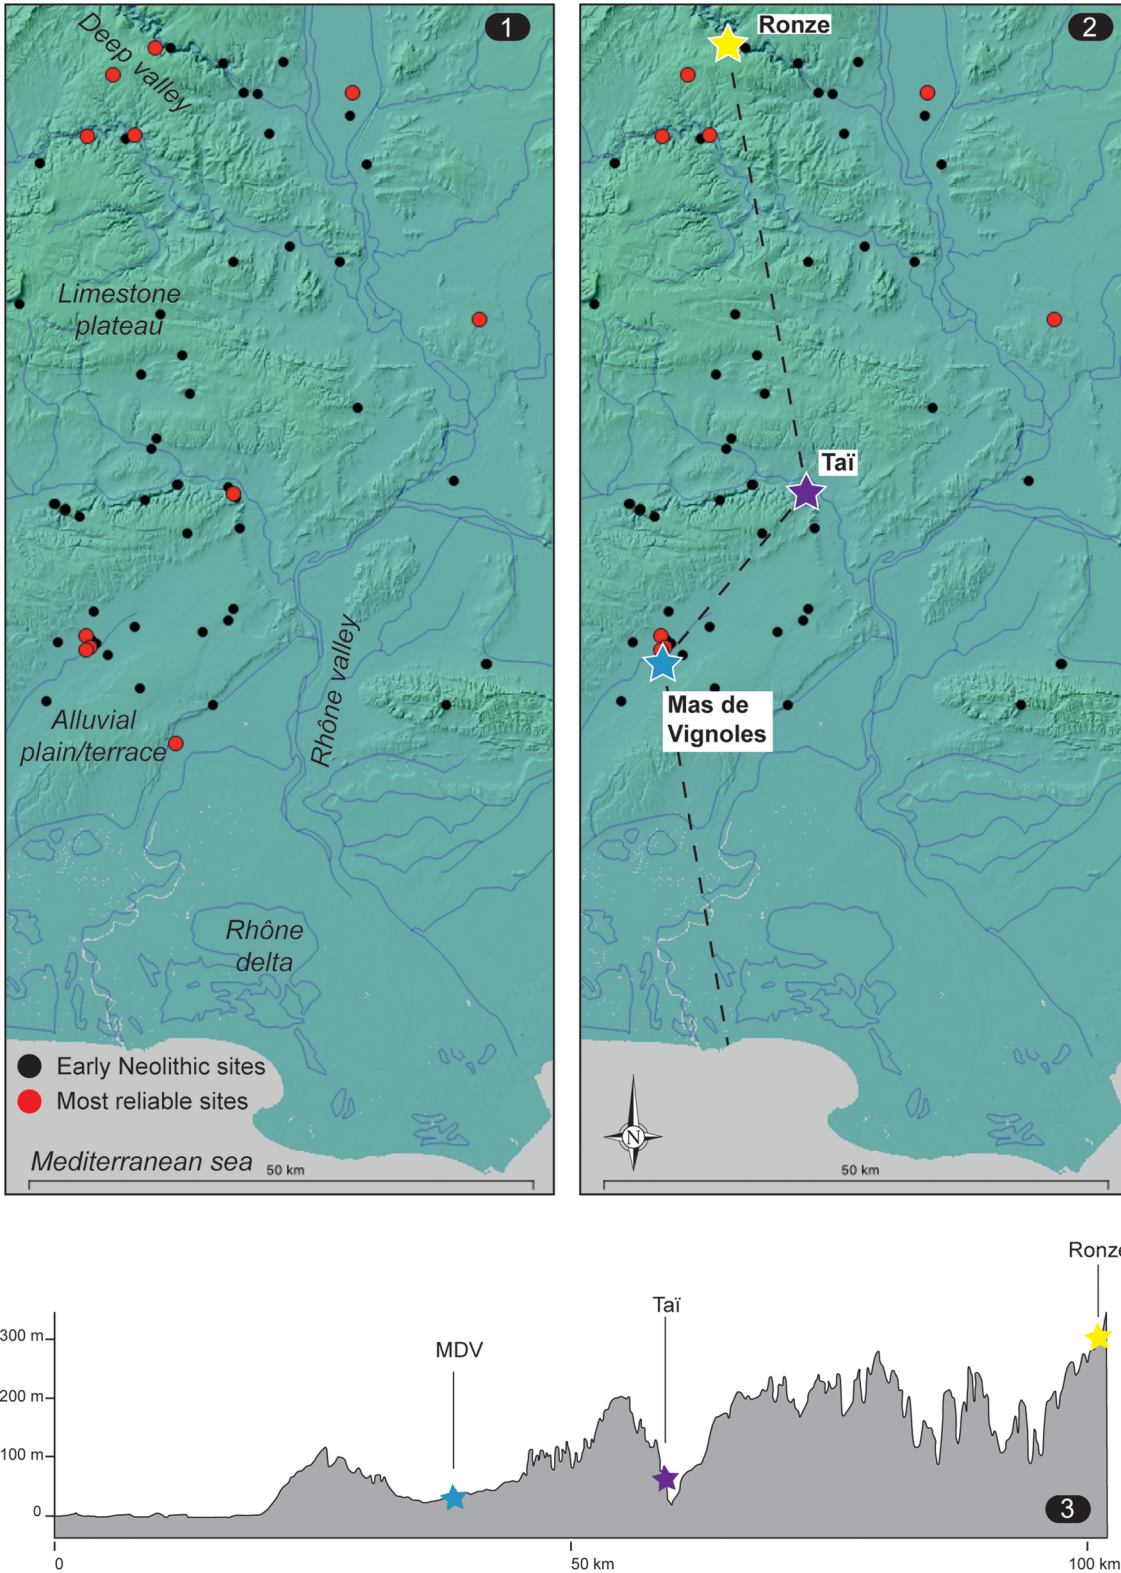 1
Deep valley
Limestone
plateau
Rhône valley
Alluvial
plain/terrace
Rhône
delta
Early Neolithic sites
Most reliable sites
Mediterranean sea
50 km
2
Ronze
Taï
Mas de
Vignoles
N
50 km
Ronze
Taï
MDV
300 m
200 m
100 m
0
3
0
50 km
100 km